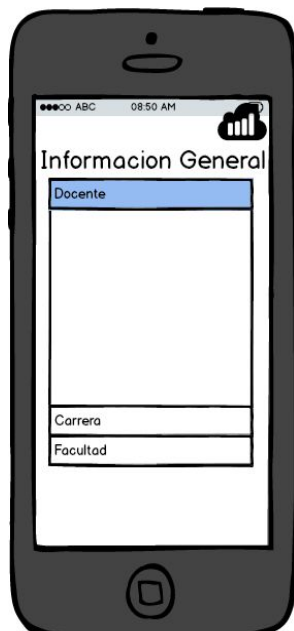 ABC 08:50 AM
Informacion General
Docente
Carrera
Facultad